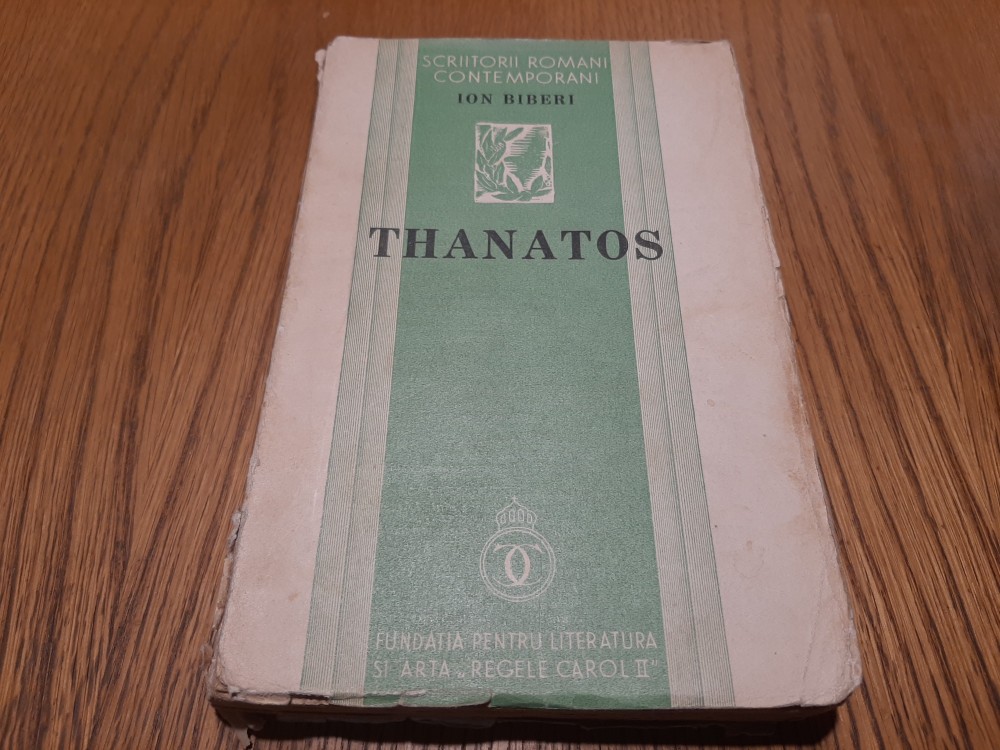 SCRIITORII ROMANI
CONTEMPORANI
ION BIBERI
THANATOS
FUNDAȚIA PENTRU LITERATURA
ȘI ARTA „REGELE CAROL II"